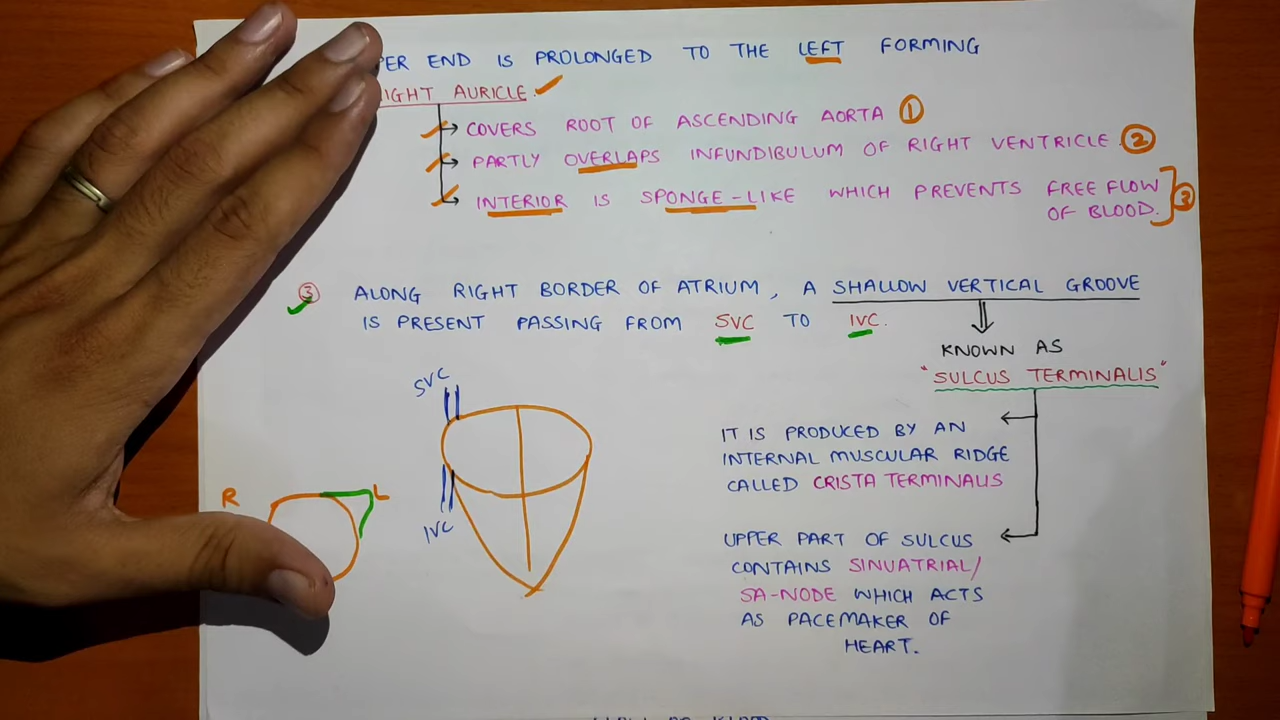 PER END IS PROLONGED TO THE LEFT FORMING
IGHT AURICLE.
COVERS ROOT OF ASCENDING AORTA 1
PARTLY OVERLAPS INFUNDIBULUM OF RIGHT VENTRICLE. 2
INTERIOR IS SPONGE-LIKE WHICH PREVENTS FREE FLOW
OF BLOOD. 3
3 ALONG RIGHT BORDER OF ATRIUM, A SHALLOW VERTICAL GROOVE
IS PRESENT PASSING FROM SVC TO IVC.
KNOWN AS
"SULCUS TERMINALIS"
SVC
IT IS PRODUCED BY AN
INTERNAL MUSCULAR RIDGE
CALLED CRISTA TERMINALIS
R
L
IVC
UPPER PART OF SULCUS
CONTAINS SINUATRIAL/
SA-NODE WHICH ACTS
AS PACEMAKER OF
HEART.